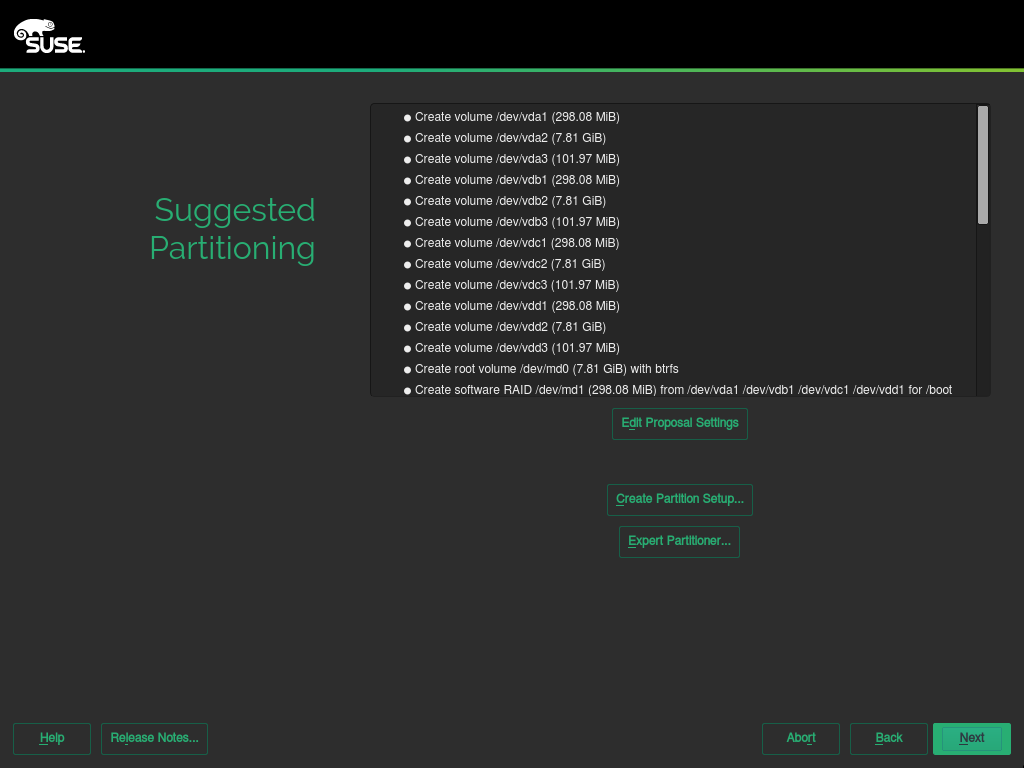 SUSE.
Suggested
Partitioning
Create volume /dev/vda1 (298.08 MiB)
Create volume /dev/vda2 (7.81 GiB)
Create volume /dev/vda3 (101.97 MiB)
Create volume /dev/vdb1 (298.08 MiB)
Create volume /dev/vdb2 (7.81 GiB)
Create volume /dev/vdb3 (101.97 MiB)
Create volume /dev/vdc1 (298.08 MiB)
Create volume /dev/vdc2 (7.81 GiB)
Create volume /dev/vdc3 (101.97 MiB)
Create volume /dev/vdd1 (298.08 MiB)
Create volume /dev/vdd2 (7.81 GiB)
Create volume /dev/vdd3 (101.97 MiB)
Create root volume /dev/md0 (7.81 GiB) with btrfs
Create software RAID /dev/md1 (298.08 MiB) from /dev/vda1 /dev/vdb1 /dev/vdc1 /dev/vdd1 for /boot
Edit Proposal Settings
Create Partition Setup...
Expert Partitioner...
Help
Release Notes...
Abort
Back
Next